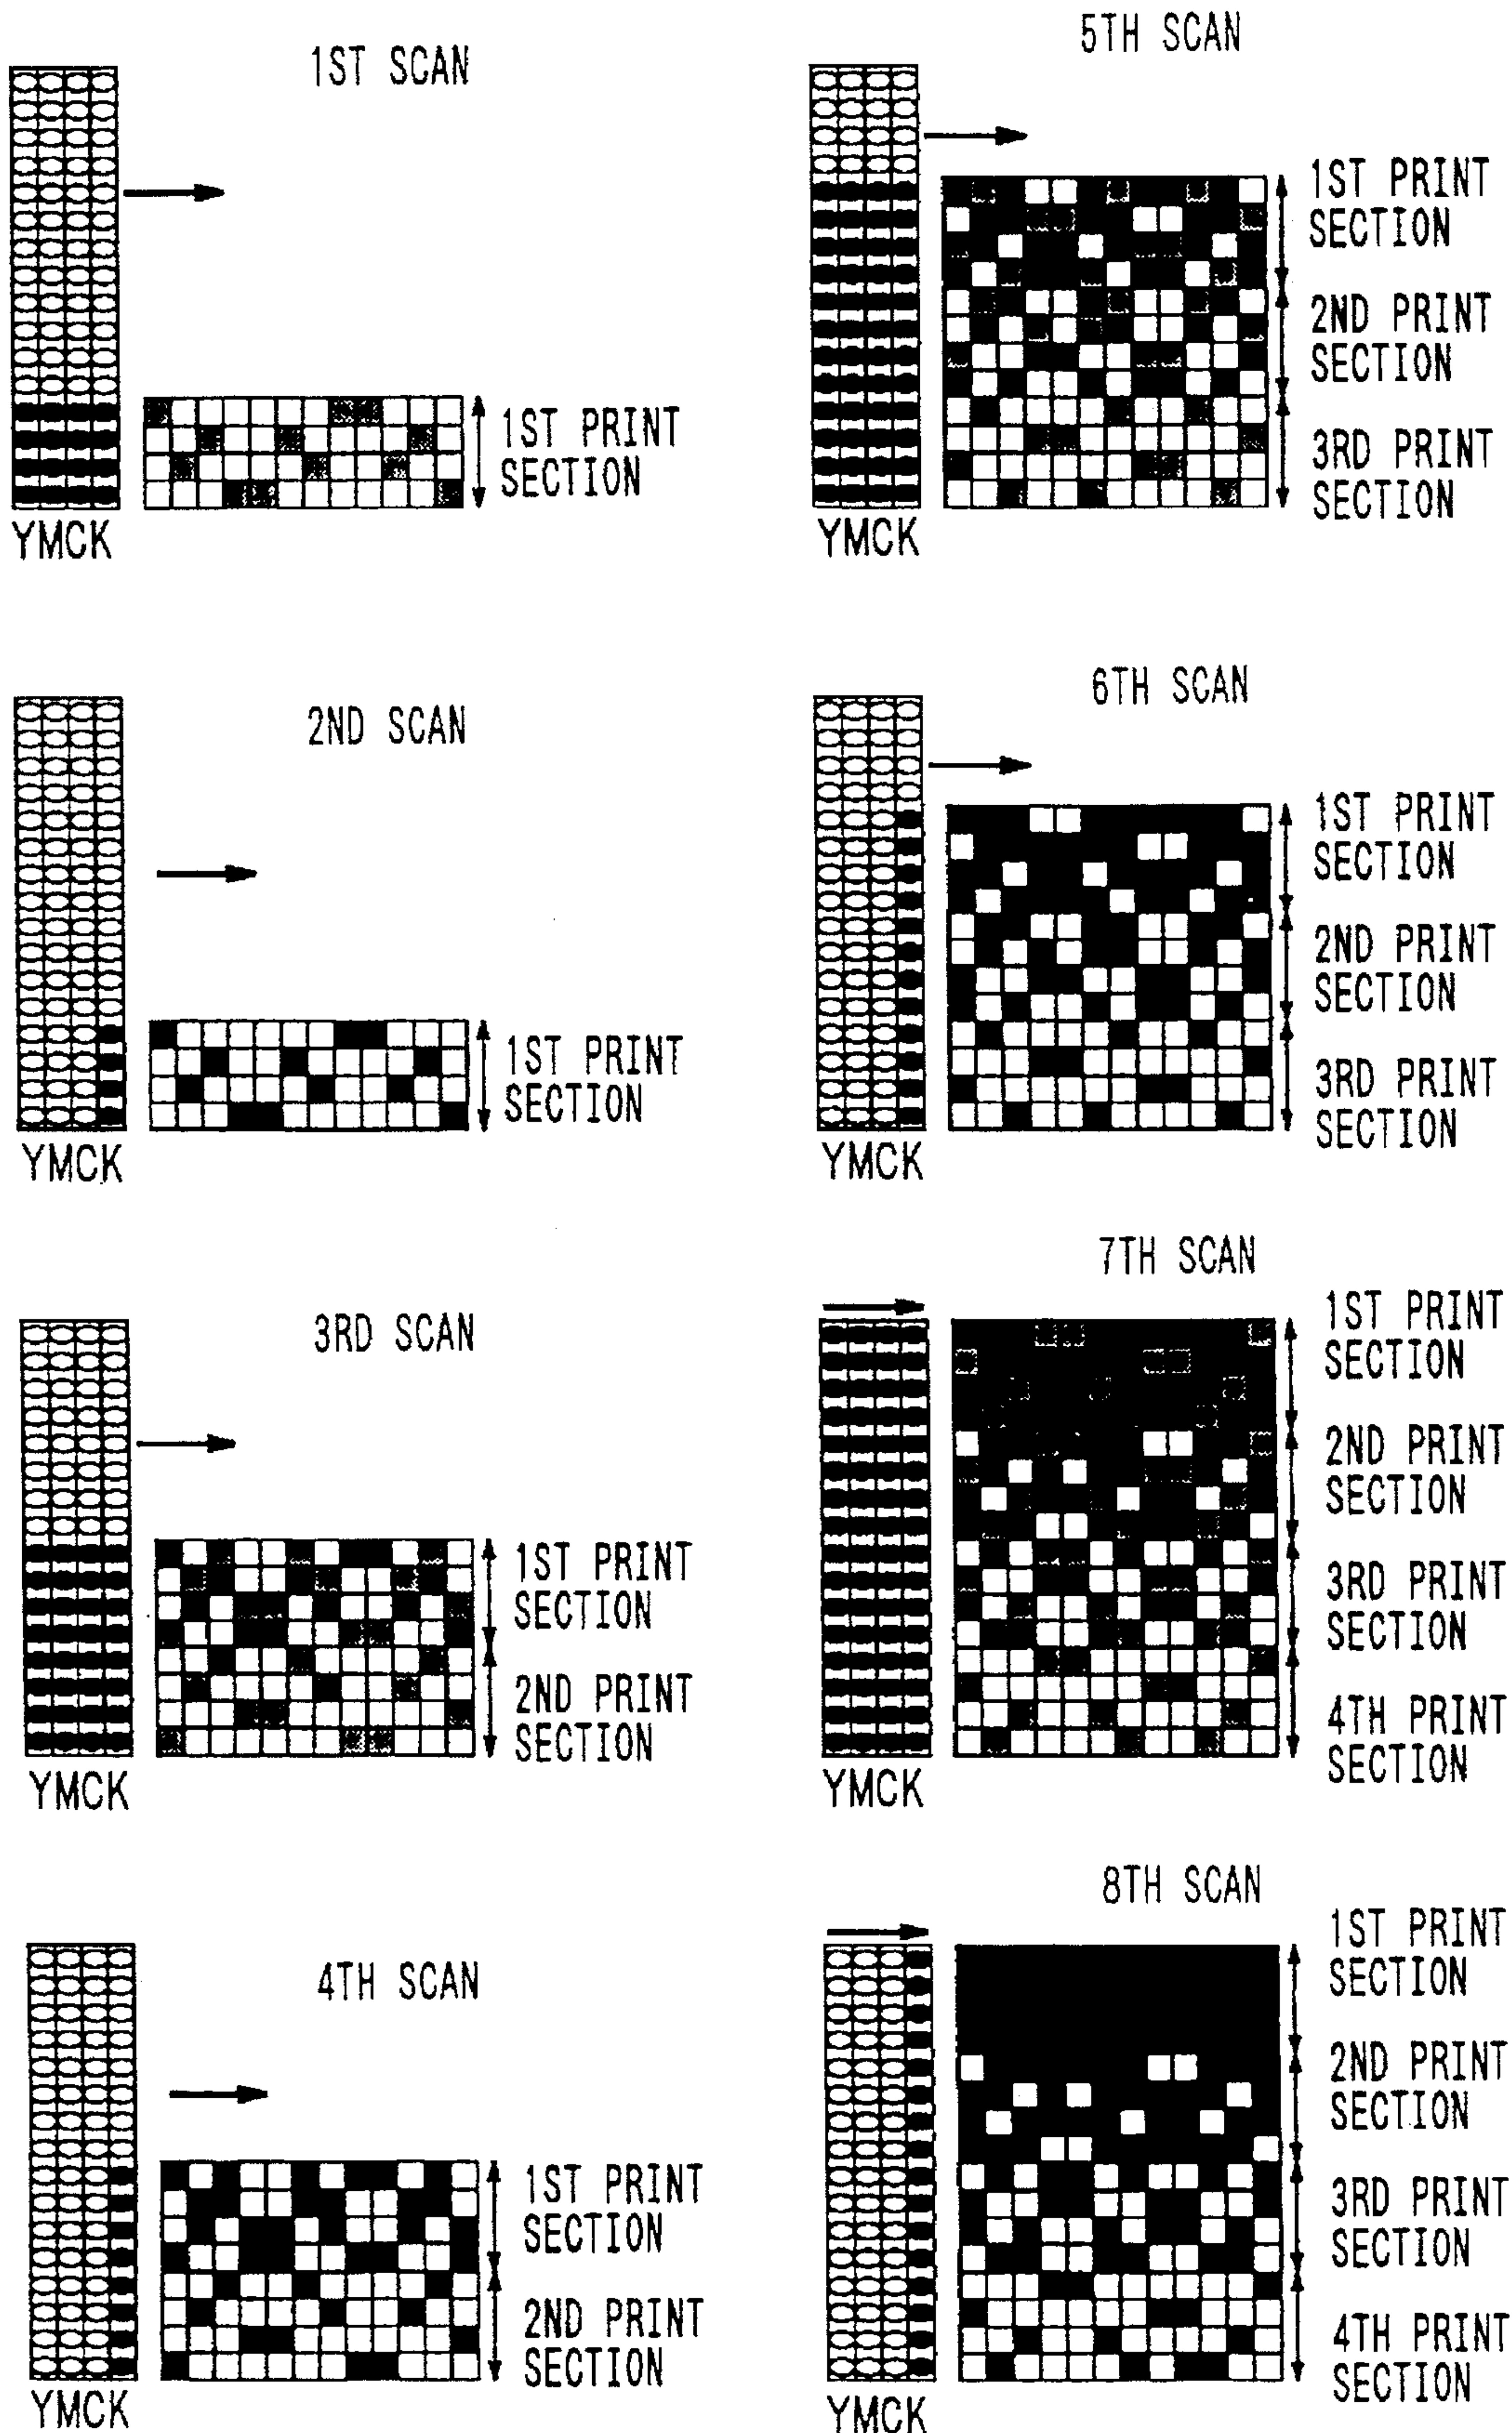 1ST SCAN
1ST PRINT
SECTION
YMCK
2ND SCAN
1ST PRINT
SECTION
YMCK
3RD SCAN
1ST PRINT
SECTION
2ND PRINT
SECTION
YMCK
4TH SCAN
1ST PRINT
SECTION
2ND PRINT
SECTION
YMCK
5TH SCAN
1ST PRINT
SECTION
2ND PRINT
SECTION
3RD PRINT
SECTION
YMCK
6TH SCAN
1ST PRINT
SECTION
2ND PRINT
SECTION
3RD PRINT
SECTION
YMCK
7TH SCAN
1ST PRINT
SECTION
2ND PRINT
SECTION
3RD PRINT
SECTION
4TH PRINT
SECTION
YMCK
8TH SCAN
1ST PRINT
SECTION
2ND PRINT
SECTION
3RD PRINT
SECTION
4TH PRINT
SECTION
YMCK